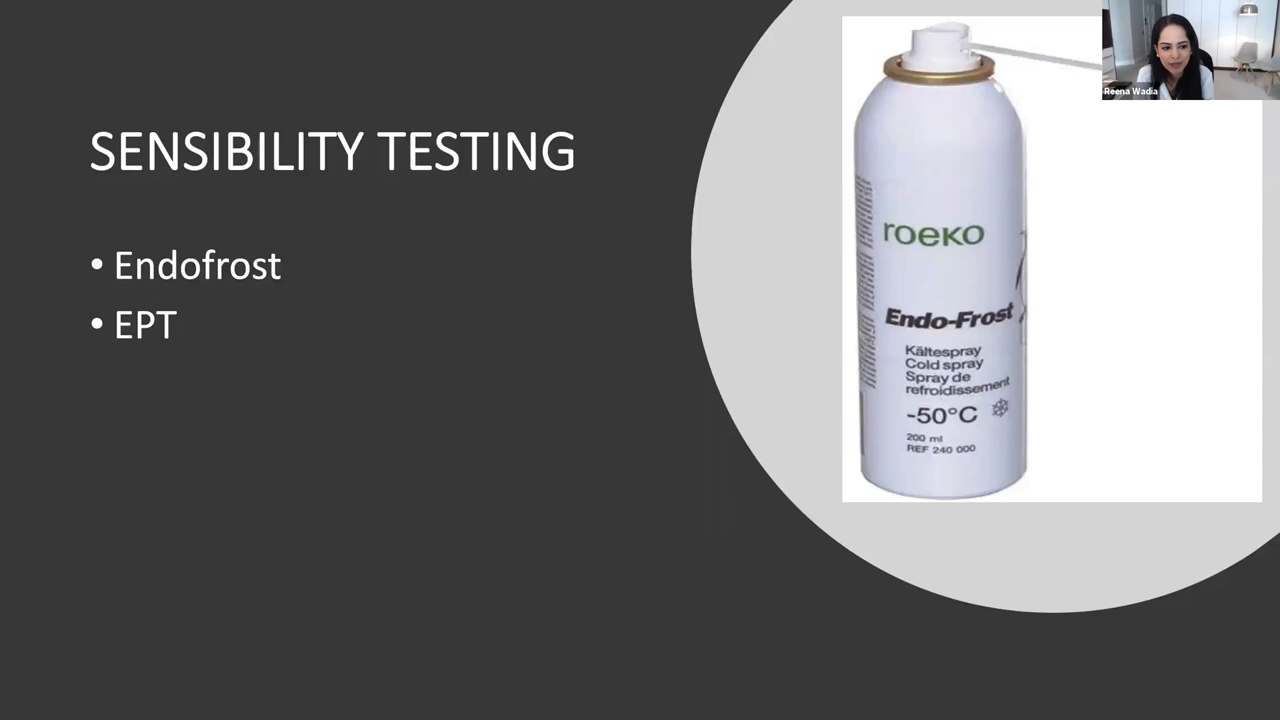 SENSIBILITY TESTING
• Endofrost
• EPT
roeko
Endo-Frost
Kältespray
Cold spray
Spray de
refroidissement
-50°C
200 ml
REF 240 000
Reena Wadia